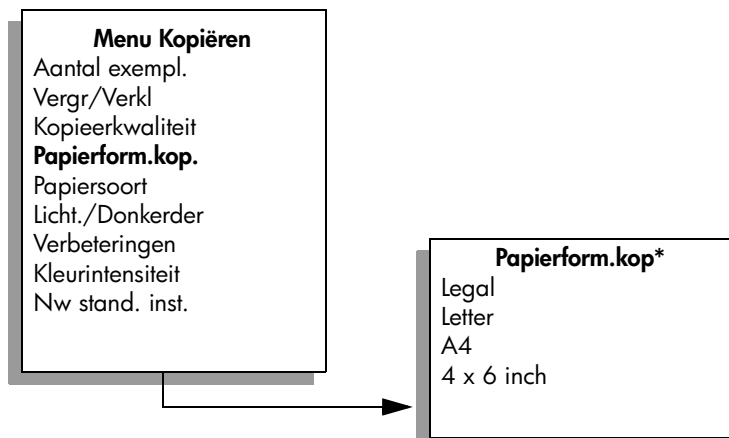 Menu Kopiëren
Aantal exempl.
Vergr/Verkl
Kopieerkwaliteit
Papierform.kop.
Papiersoort
Licht./Donkerder
Verbeteringen
Kleurintensiteit
Nw stand. inst.
Papierform.kop*
Legal
Letter
A4
4 x 6 inch